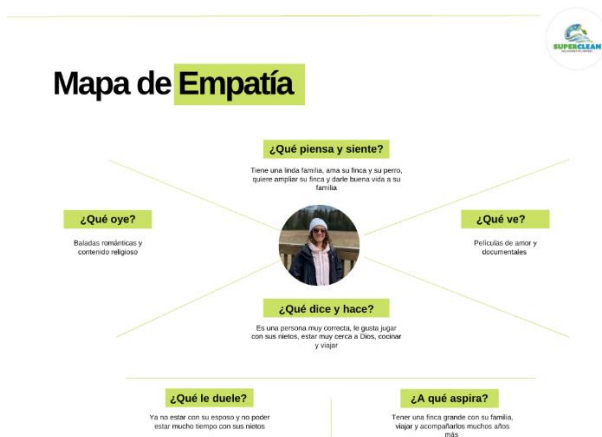 SUPERCLEAN
Mapa de Empatía
¿Qué piensa y siente?
Tiene una linda familia, ama su finca y su perro,
quiere ampliar su finca y darle buena vida a su
familia
¿Qué oye?
Baladas románticas y
contenido religioso
¿Qué ve?
Películas de amor y
documentales
¿Qué dice y hace?
Es una persona muy correcta, le gusta jugar
con sus nietos, estar muy cerca a Dios, cocinar
y viajar
¿Qué le duele?
Ya no estar con su esposo y no poder
estar mucho tiempo con sus nietos
¿A qué aspira?
Tener una finca grande con su familia,
viajar y acompañarlos muchos años
más